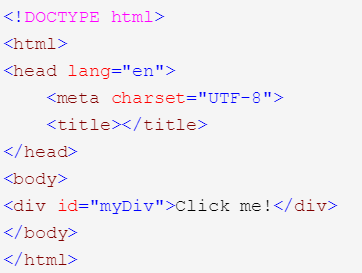 <!DOCTYPE html>
<html>
<head lang="en">
    <meta charset="UTF-8">
    <title></title>
</head>
<body>
<div id="myDiv">Click me!</div>
</body>
</html>